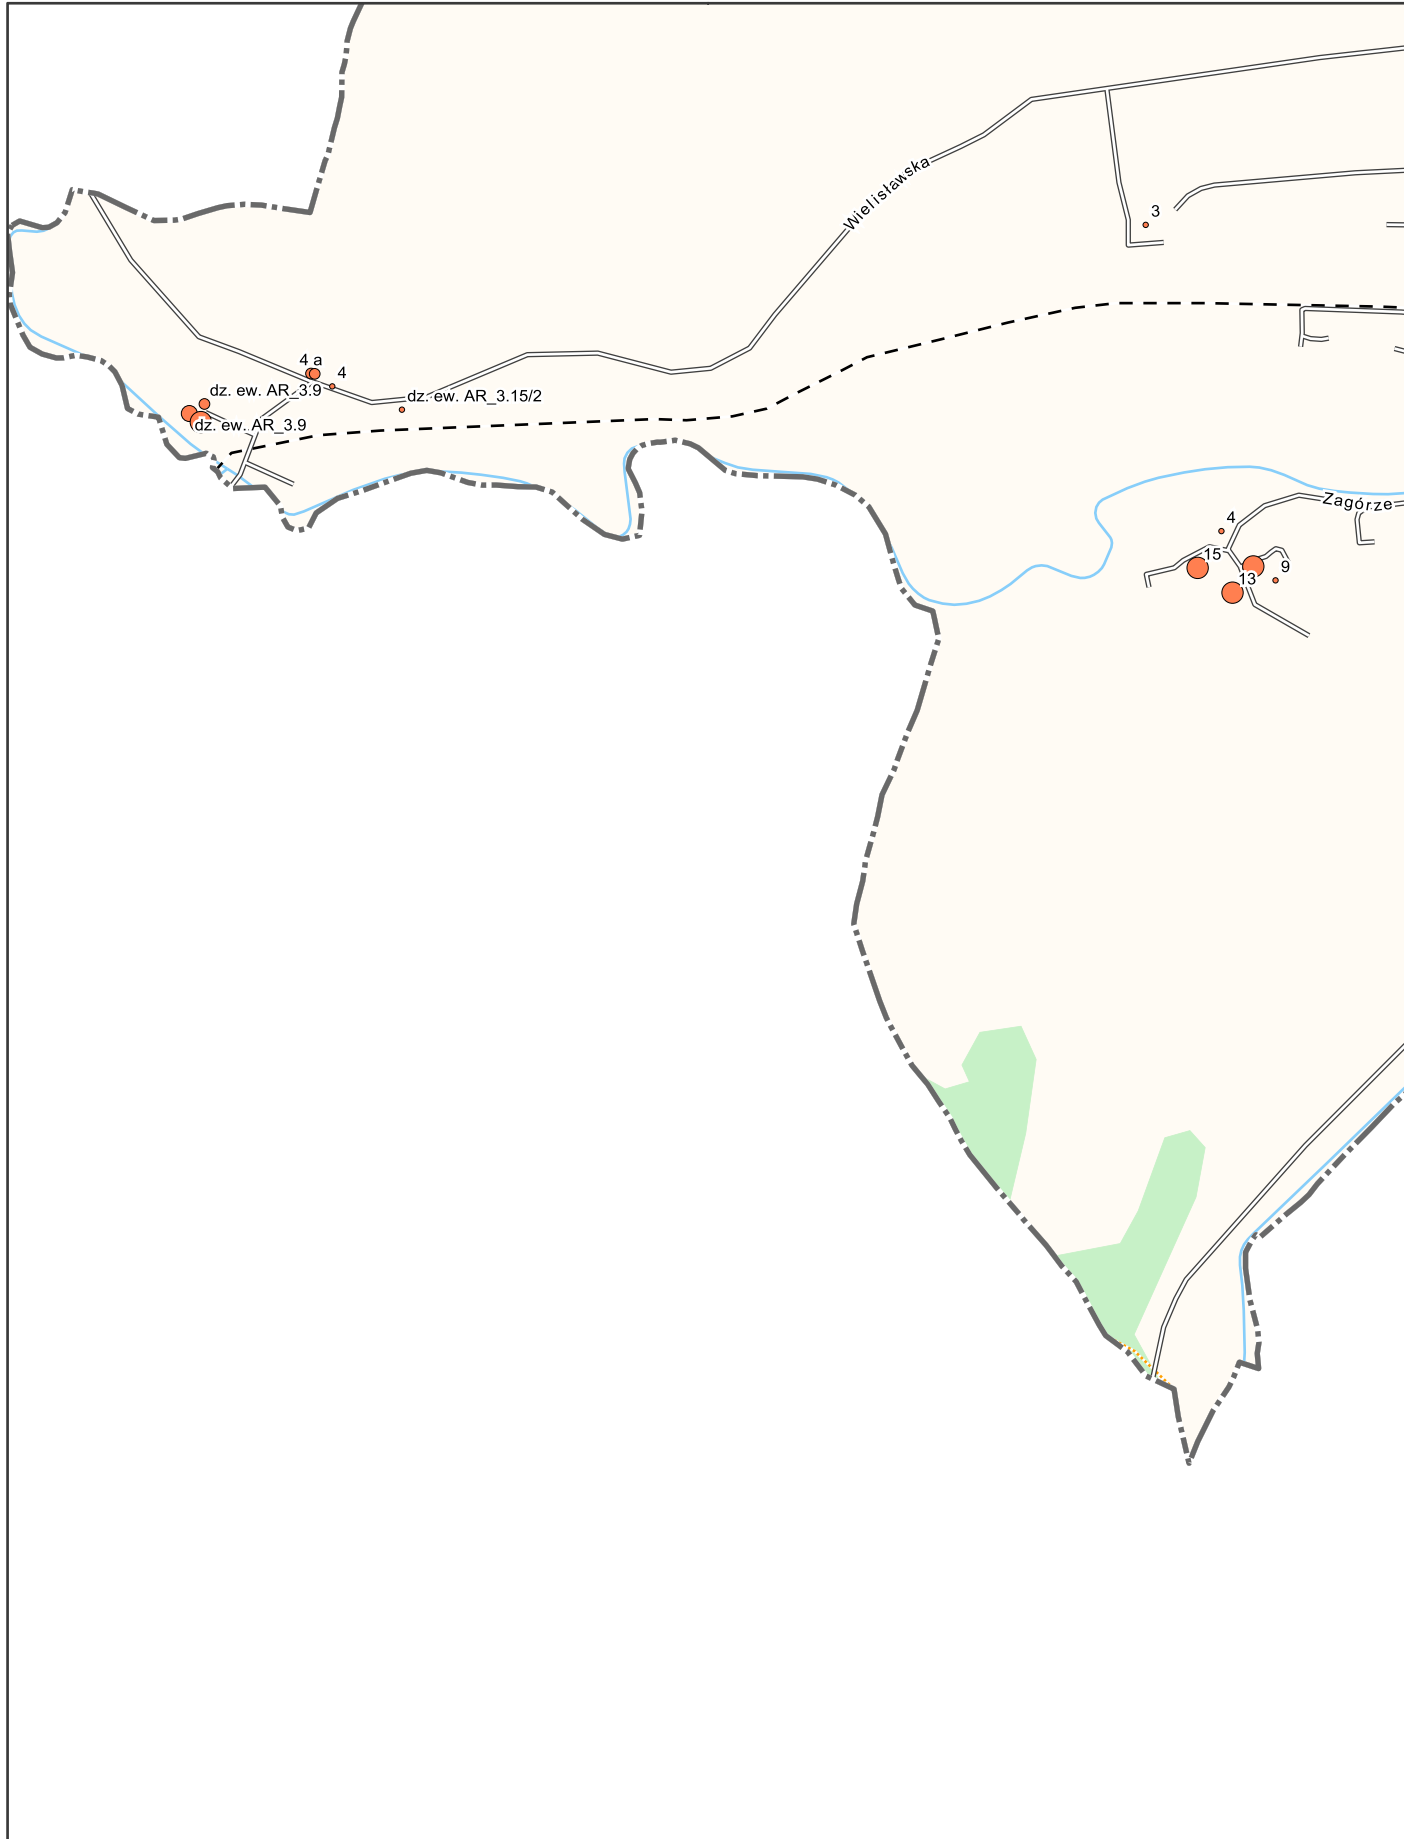 Wielisławska
3
4 a
4
dz. ew. AR_3.9
dz. ew. AR_3.15/2
dz. ew. AR_3.9
Zagórze
4
15
9
13